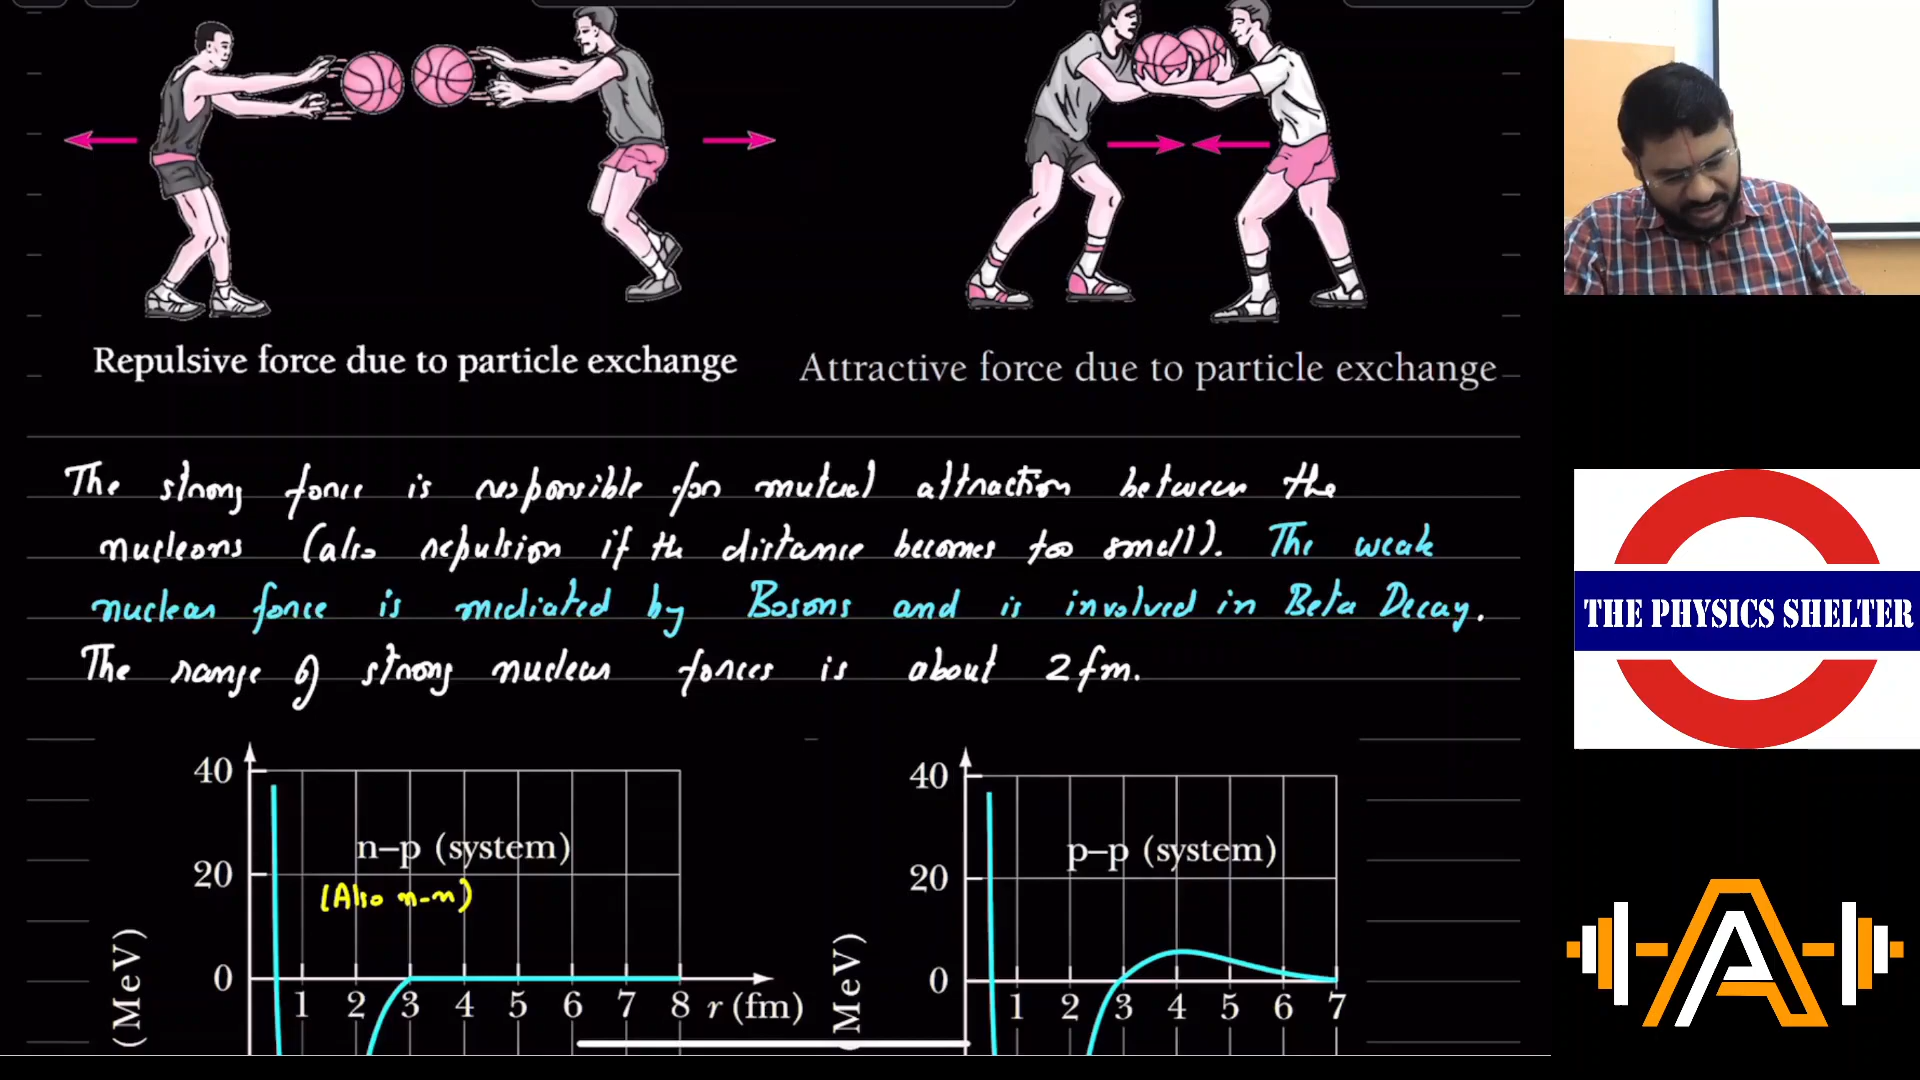 Repulsive force due to particle exchange
Attractive force due to particle exchange
The strong force is responsible for mutual attraction between the
nucleons (also repulsion if the distance becomes too small). The weak
nuclear force is mediated by Bosons and is involved in Beta Decay.
The range of strong nuclear forces is about 2 fm.
40
20
0
(MeV)
n–p (system)
(Also n-n)
1 2 3 4 5 6 7 8 r (fm)
40
20
0
(MeV)
p–p (system)
1 2 3 4 5 6 7
THE PHYSICS SHELTER
A